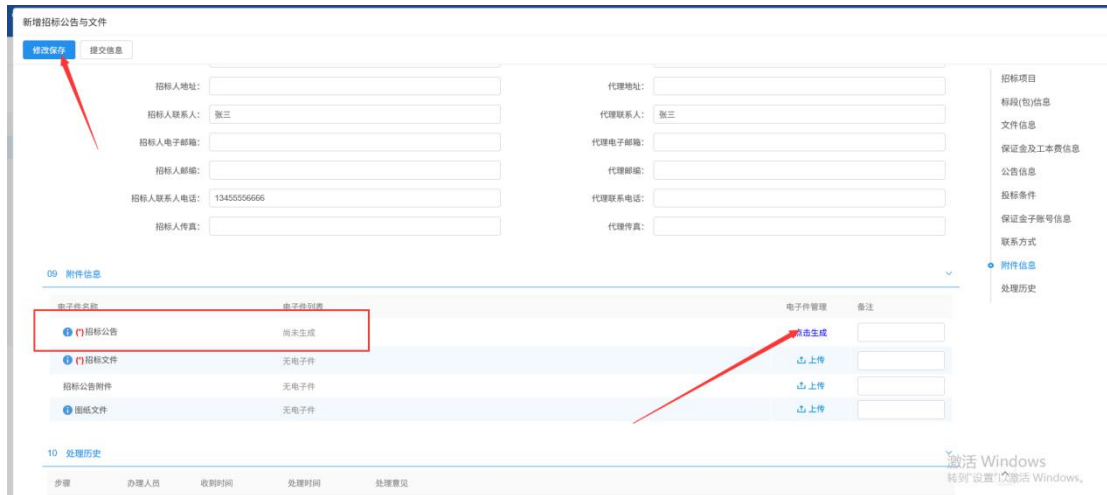 新增招标公告与文件
修改保存 提交信息
招标人地址: 代理地址:
招标人联系人: 张三 代理联系人: 张三
招标人电子邮箱: 代理电子邮箱:
招标人邮编: 代理邮编:
招标人联系人电话: 13455556666 代理联系电话:
招标人传真: 代理传真:
招标项目
标段(包)信息
文件信息
保证金及工本费信息
公告信息
投标条件
保证金子账号信息
联系方式
附件信息
处理历史
09 附件信息
电子件名称 电子件列表 电子件管理 备注
(*)招标公告 尚未生成 点击生成
(*)招标文件 无电子件 上传
招标公告附件 无电子件 上传
图纸文件 无电子件 上传
10 处理历史
步骤 办理人员 收到时间 处理时间 处理意见
激活 Windows
转到"设置"以激活 Windows。